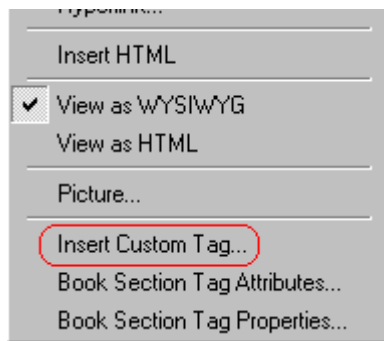 Hyperlink...
Insert HTML
View as WYSIWYG
View as HTML
Picture...
Insert Custom Tag...
Book Section Tag Attributes...
Book Section Tag Properties...